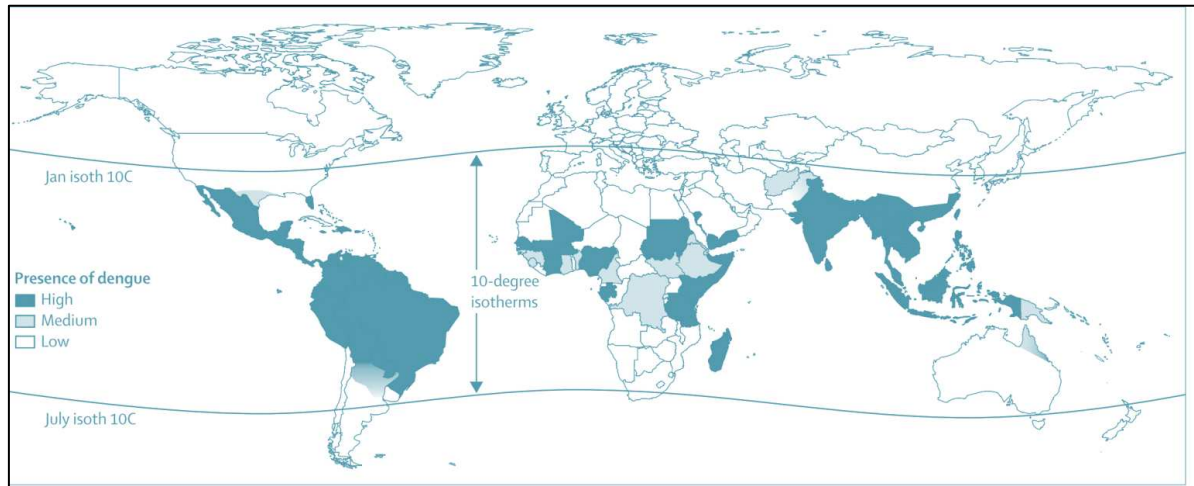 Jan isoth 10C
Presence of dengue
High
Medium
Low
10-degree
isotherms
July isoth 10C